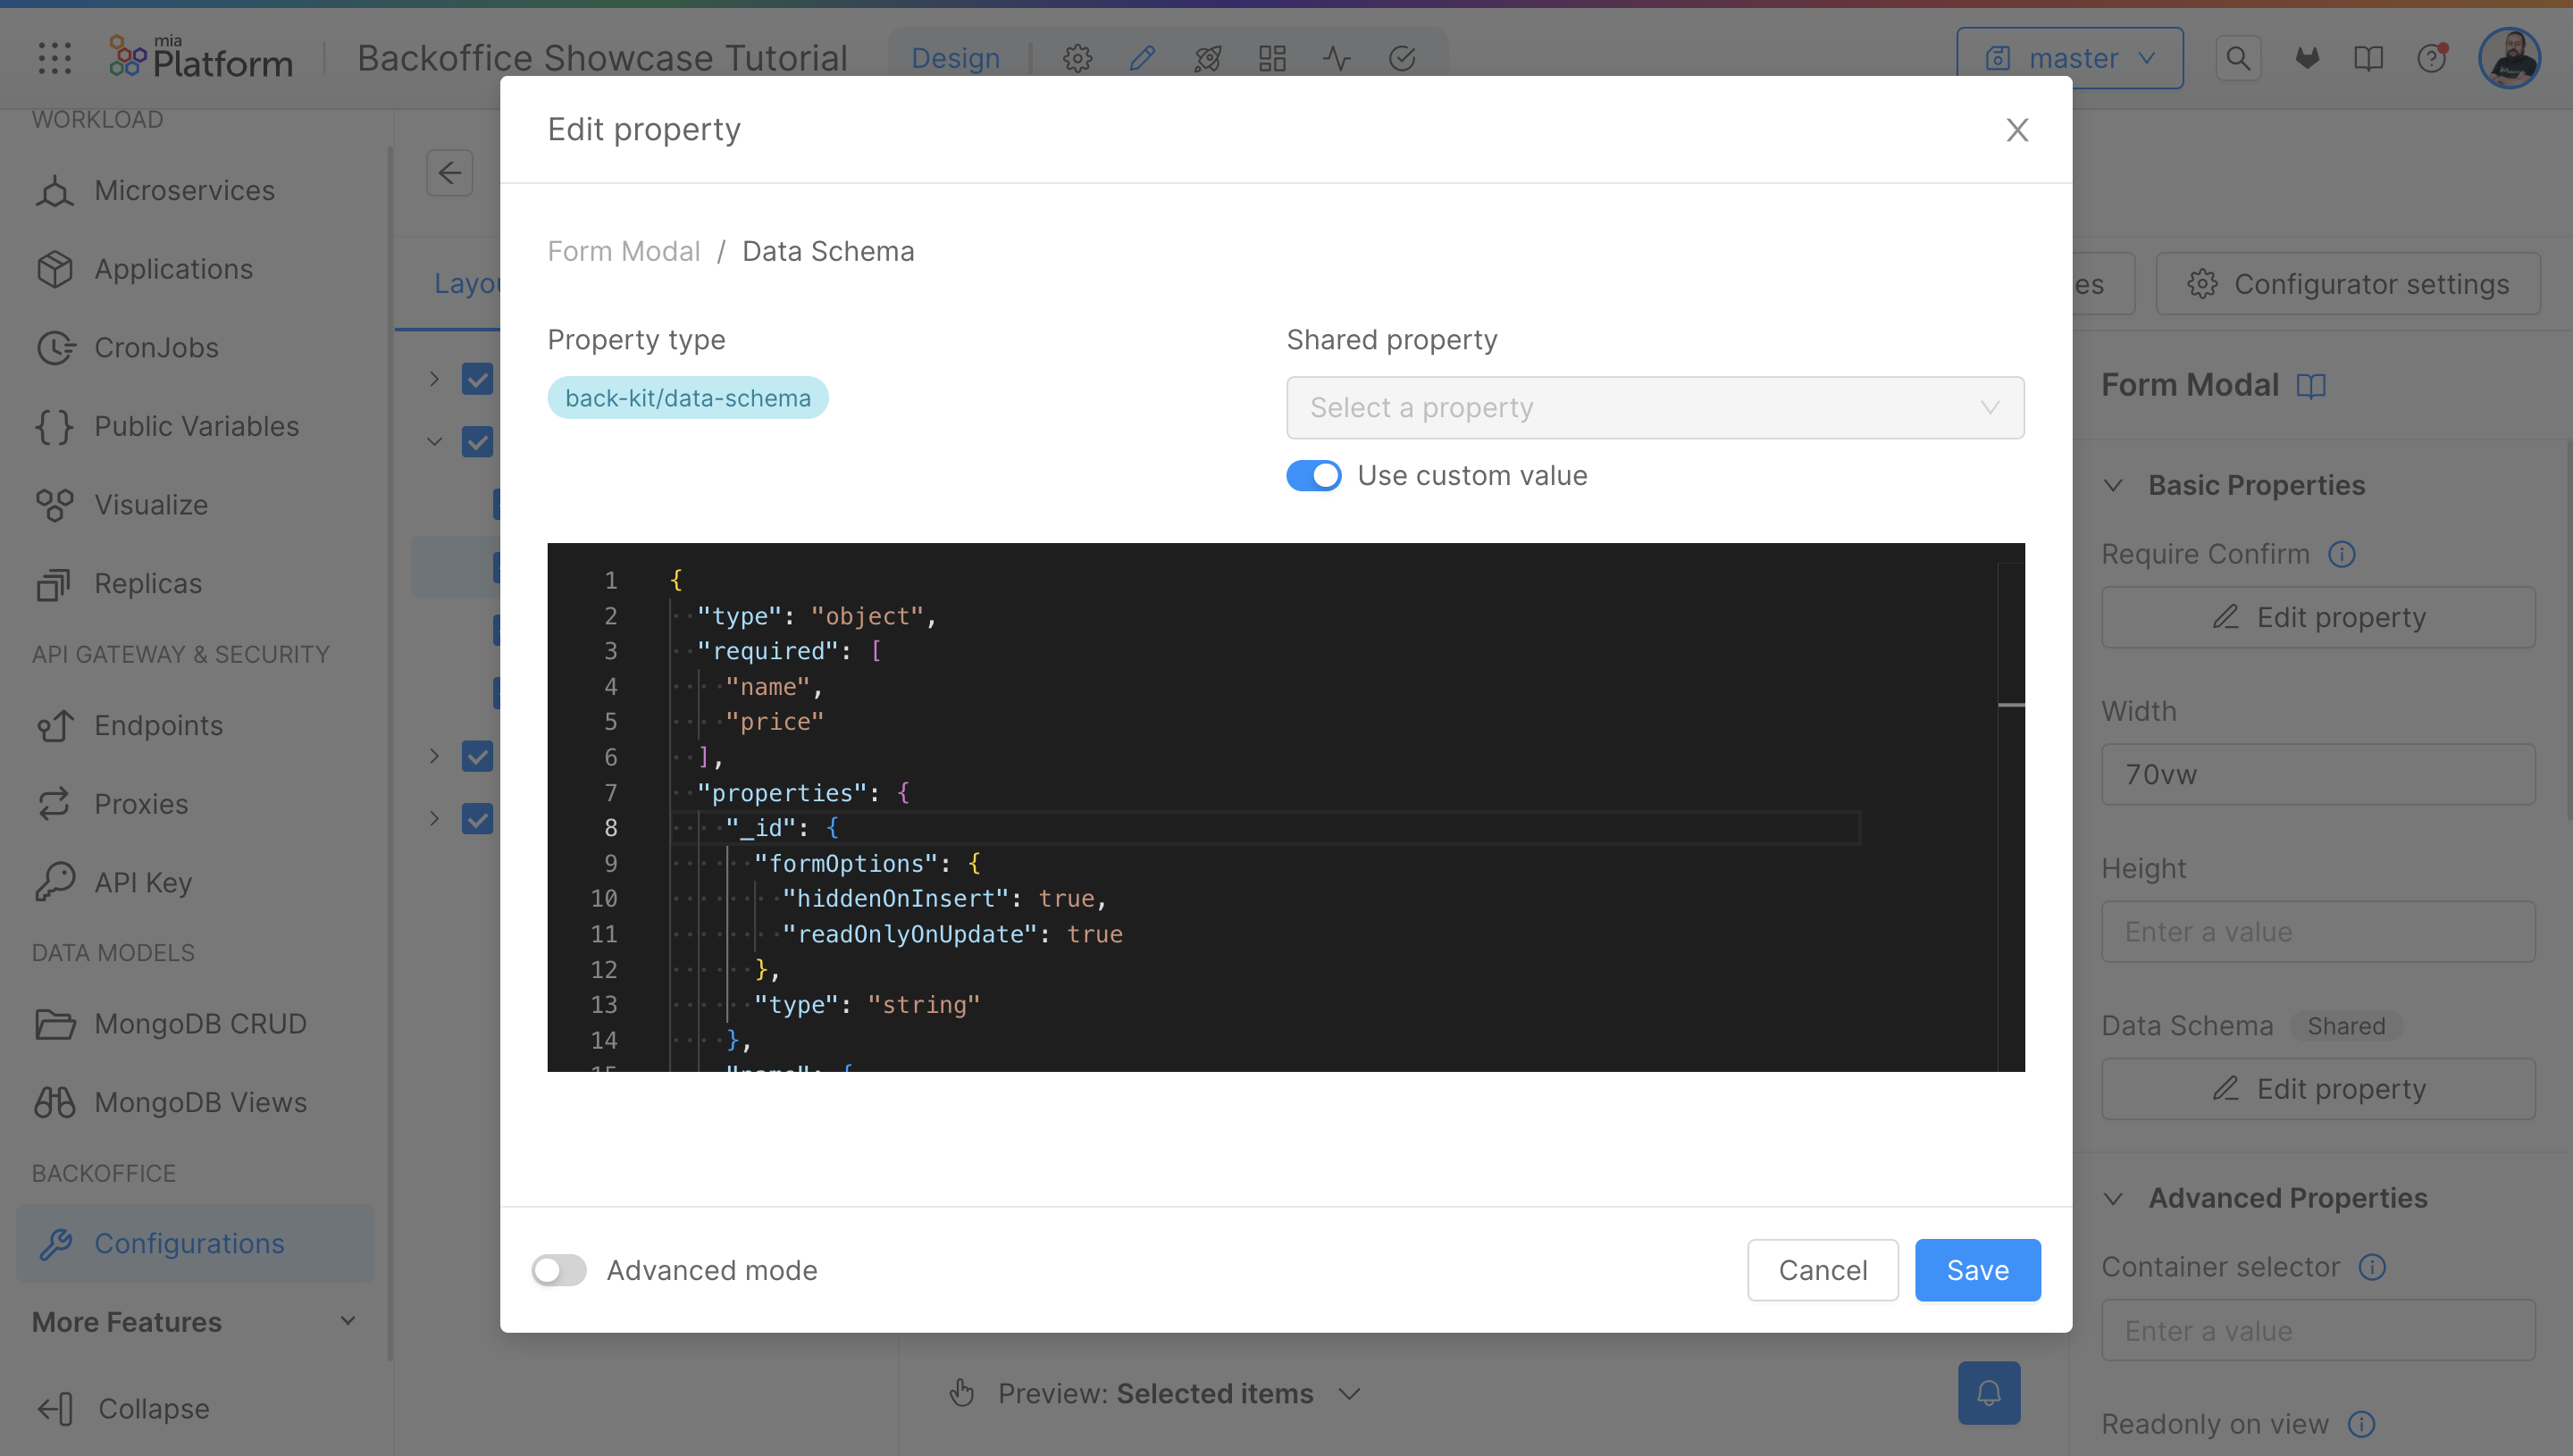 mia
Platform
Backoffice Showcase Tutorial
Design
master
WORKLOAD
Microservices
Applications
CronJobs
Public Variables
Visualize
Replicas
API GATEWAY & SECURITY
Endpoints
Proxies
API Key
DATA MODELS
MongoDB CRUD
MongoDB Views
BACKOFFICE
Configurations
More Features
Collapse
Edit property
Form Modal / Data Schema
Property type
back-kit/data-schema
Shared property
Select a property
Use custom value
1 {
2 "type": "object",
3 "required": [
4 "name",
5 "price"
6 ],
7 "properties": {
8 "_id": {
9 "formOptions": {
10 "hiddenOnInsert": true,
11 "readOnlyOnUpdate": true
12 },
13 "type": "string"
14 },
15 "name": {
Advanced mode
Cancel
Save
Preview: Selected items
Configurator settings
Form Modal
Basic Properties
Require Confirm
Edit property
Width
70vw
Height
Enter a value
Data Schema Shared
Edit property
Advanced Properties
Container selector
Enter a value
Readonly on view